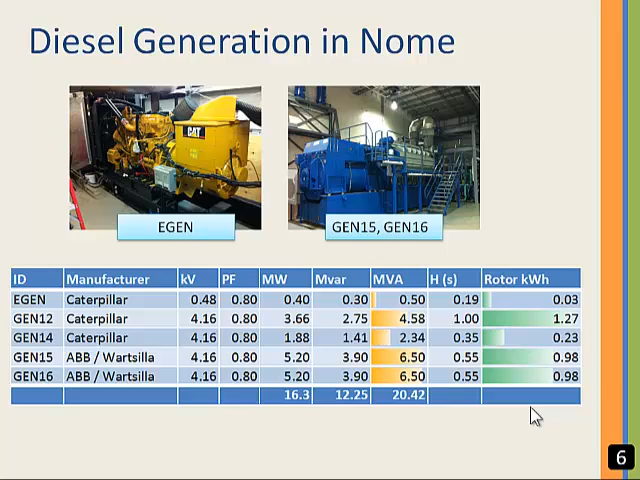 Diesel Generation in Nome
CAT
EGEN
GEN15, GEN16
ID Manufacturer kV PF MW Mvar MVA H (s) Rotor kWh
EGEN Caterpillar 0.48 0.80 0.40 0.30 0.50 0.19 0.03
GEN12 Caterpillar 4.16 0.80 3.66 2.75 4.58 1.00 1.27
GEN14 Caterpillar 4.16 0.80 1.88 1.41 2.34 0.35 0.23
GEN15 ABB / Wartsilla 4.16 0.80 5.20 3.90 6.50 0.55 0.98
GEN16 ABB / Wartsilla 4.16 0.80 5.20 3.90 6.50 0.55 0.98
16.3 12.25 20.42
6